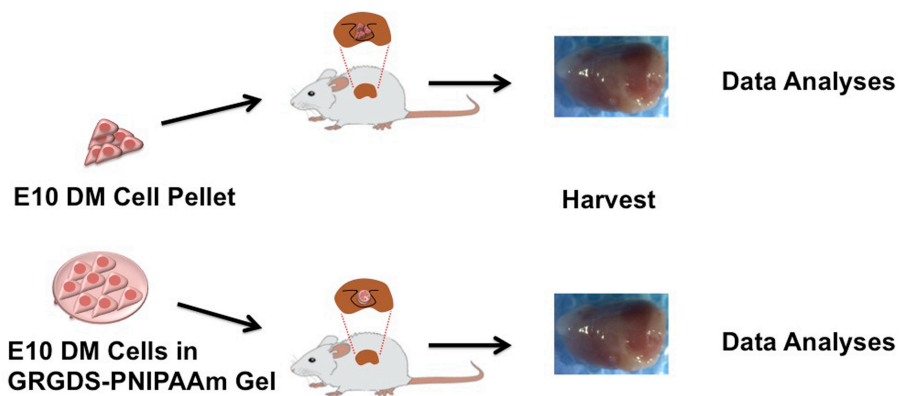 Data Analyses
E10 DM Cell Pellet
Harvest
E10 DM Cells in
GRGDS-PNIPAAm Gel
Data Analyses